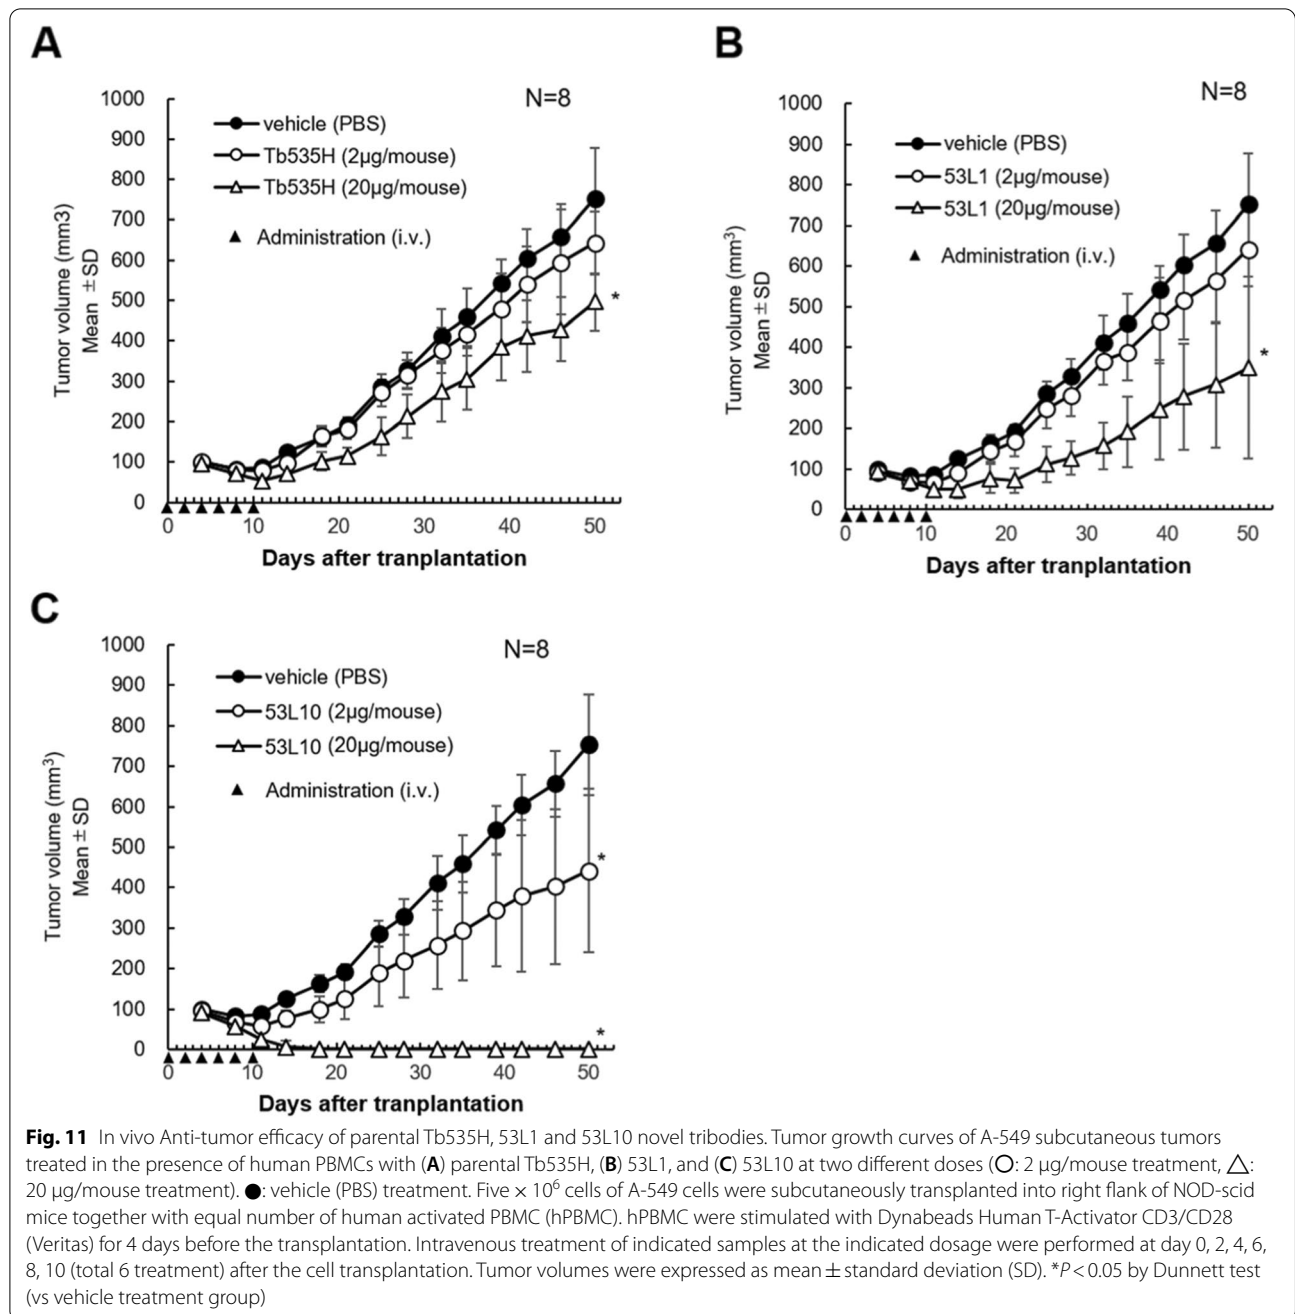 A
N=8
1000
900
800
700
600
500
400
300
200
100
0
Tumor volume (mm3)
Mean ± SD
vehicle (PBS)
Tb535H (2µg/mouse)
Tb535H (20µg/mouse)
Administration (i.v.)
*
0 10 20 30 40 50
Days after tranplantation
B
N=8
1000
900
800
700
600
500
400
300
200
100
0
Tumor volume (mm³)
Mean ± SD
vehicle (PBS)
53L1 (2µg/mouse)
53L1 (20µg/mouse)
Administration (i.v.)
*
0 10 20 30 40 50
Days after tranplantation
C
N=8
1000
900
800
700
600
500
400
300
200
100
0
Tumor volume (mm³)
Mean ± SD
vehicle (PBS)
53L10 (2µg/mouse)
53L10 (20µg/mouse)
Administration (i.v.)
*
*
0 10 20 30 40 50
Days after tranplantation
Fig. 11 In vivo Anti-tumor efficacy of parental Tb535H, 53L1 and 53L10 novel tribodies. Tumor growth curves of A-549 subcutaneous tumors
treated in the presence of human PBMCs with (A) parental Tb535H, (B) 53L1, and (C) 53L10 at two different doses (○: 2 µg/mouse treatment, △:
20 µg/mouse treatment). ●: vehicle (PBS) treatment. Five × 10⁶ cells of A-549 cells were subcutaneously transplanted into right flank of NOD-scid
mice together with equal number of human activated PBMC (hPBMC). hPBMC were stimulated with Dynabeads Human T-Activator CD3/CD28
(Veritas) for 4 days before the transplantation. Intravenous treatment of indicated samples at the indicated dosage were performed at day 0, 2, 4, 6,
8, 10 (total 6 treatment) after the cell transplantation. Tumor volumes were expressed as mean ± standard deviation (SD). *P < 0.05 by Dunnett test
(vs vehicle treatment group)